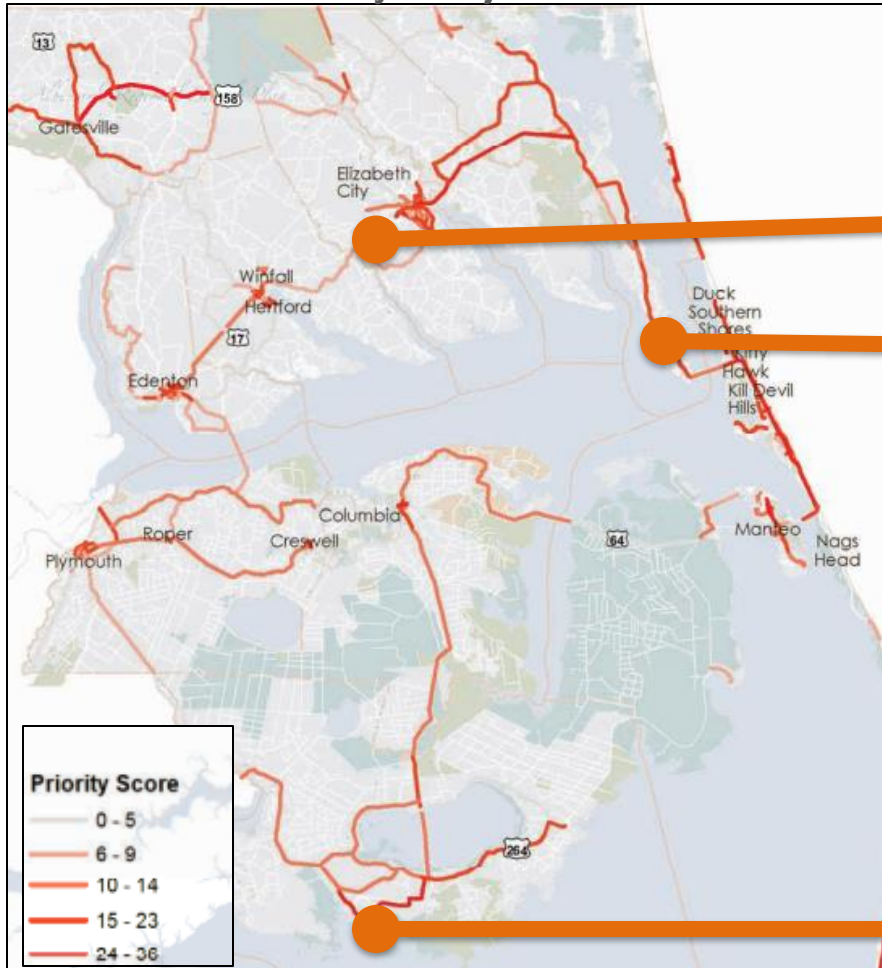 13
158
Gatesville
Elizabeth
City
Winfall
Hertford
17
Duck
Southern
Shores
Kitty
Hawk
Kill Devil
Hills
Edenton
Columbia
Plymouth
Roper
Creswell
64
Manteo
Nags
Head
264
Priority Score
0 - 5
6 - 9
10 - 14
15 - 23
24 - 36